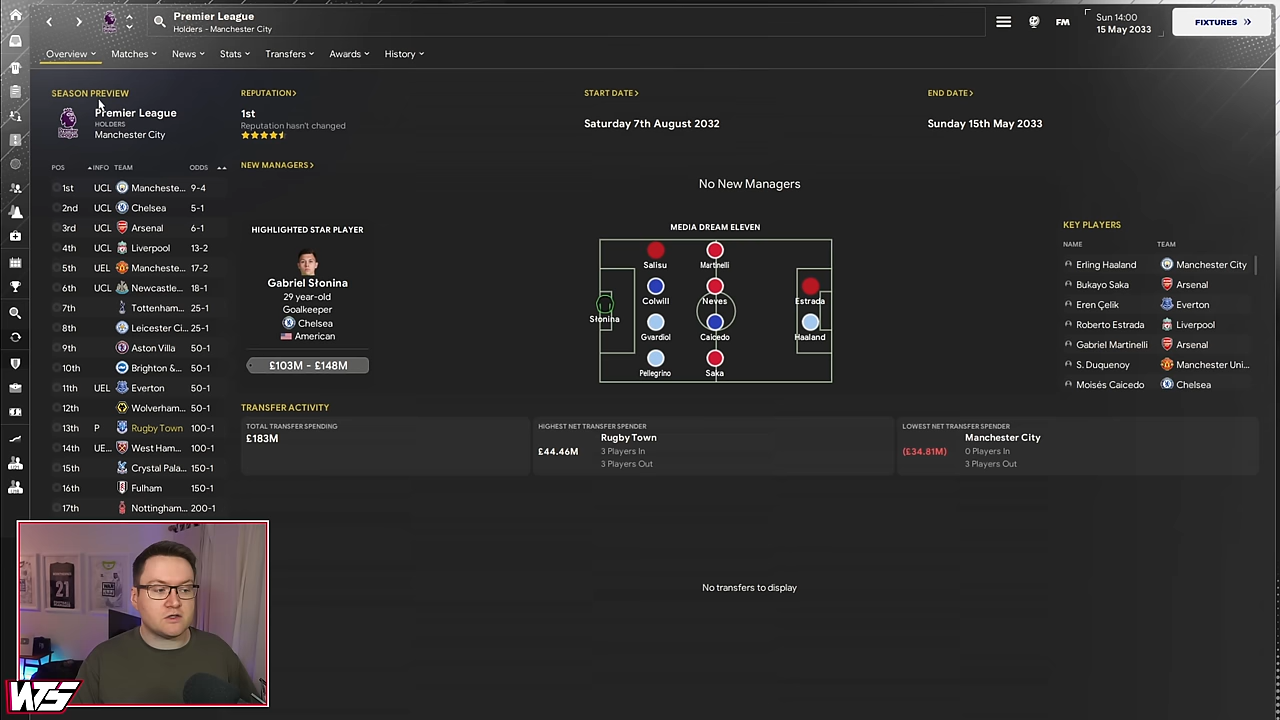 Premier League
Holders - Manchester City
FM
Sun 14:00
15 May 2033
FIXTURES
Overview
Matches
News
Stats
Transfers
Awards
History
SEASON PREVIEW
Premier League
HOLDERS
Manchester City
REPUTATION
1st
Reputation hasn't changed
START DATE
Saturday 7th August 2032
END DATE
Sunday 15th May 2033
NEW MANAGERS
No New Managers
POS INFO TEAM ODDS
1st UCL Mancheste... 9-4
2nd UCL Chelsea 5-1
3rd UCL Arsenal 6-1
4th UCL Liverpool 13-2
5th UEL Mancheste... 17-2
6th UCL Newcastle... 18-1
7th Tottenham... 25-1
8th Leicester Ci... 25-1
9th Aston Villa 50-1
10th Brighton &... 50-1
11th UEL Everton 50-1
12th Wolverham... 50-1
13th P Rugby Town 100-1
14th UE... West Ham... 100-1
15th Crystal Pala... 150-1
16th Fulham 150-1
17th Nottingham... 200-1
HIGHLIGHTED STAR PLAYER
Gabriel Słonina
29 year-old
Goalkeeper
Chelsea
American
£103M - £148M
MEDIA DREAM ELEVEN
Salisu
Martinelli
Colwill
Neves
Estrada
Słonina
Gvardiol
Caicedo
Haaland
Pellegrino
Saka
KEY PLAYERS
NAME TEAM
Erling Haaland Manchester City
Bukayo Saka Arsenal
Eren Çelik Everton
Roberto Estrada Liverpool
Gabriel Martinelli Arsenal
S. Duquenoy Manchester Uni...
Moisés Caicedo Chelsea
TRANSFER ACTIVITY
TOTAL TRANSFER SPENDING
£183M
HIGHEST NET TRANSFER SPENDER
£44.46M
Rugby Town
3 Players In
3 Players Out
LOWEST NET TRANSFER SPENDER
(£34.81M)
Manchester City
0 Players In
3 Players Out
No transfers to display
21
WTS